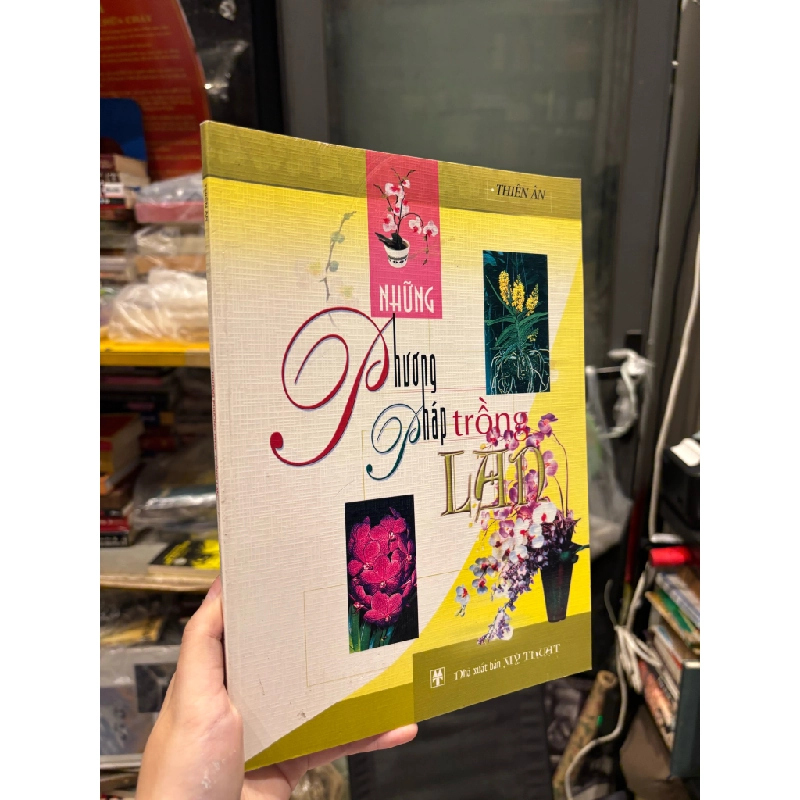 THIÊN ÂN
NHỮNG
Phương
Pháp trồng
LAN
Nhà xuất bản MỸ THUẬT